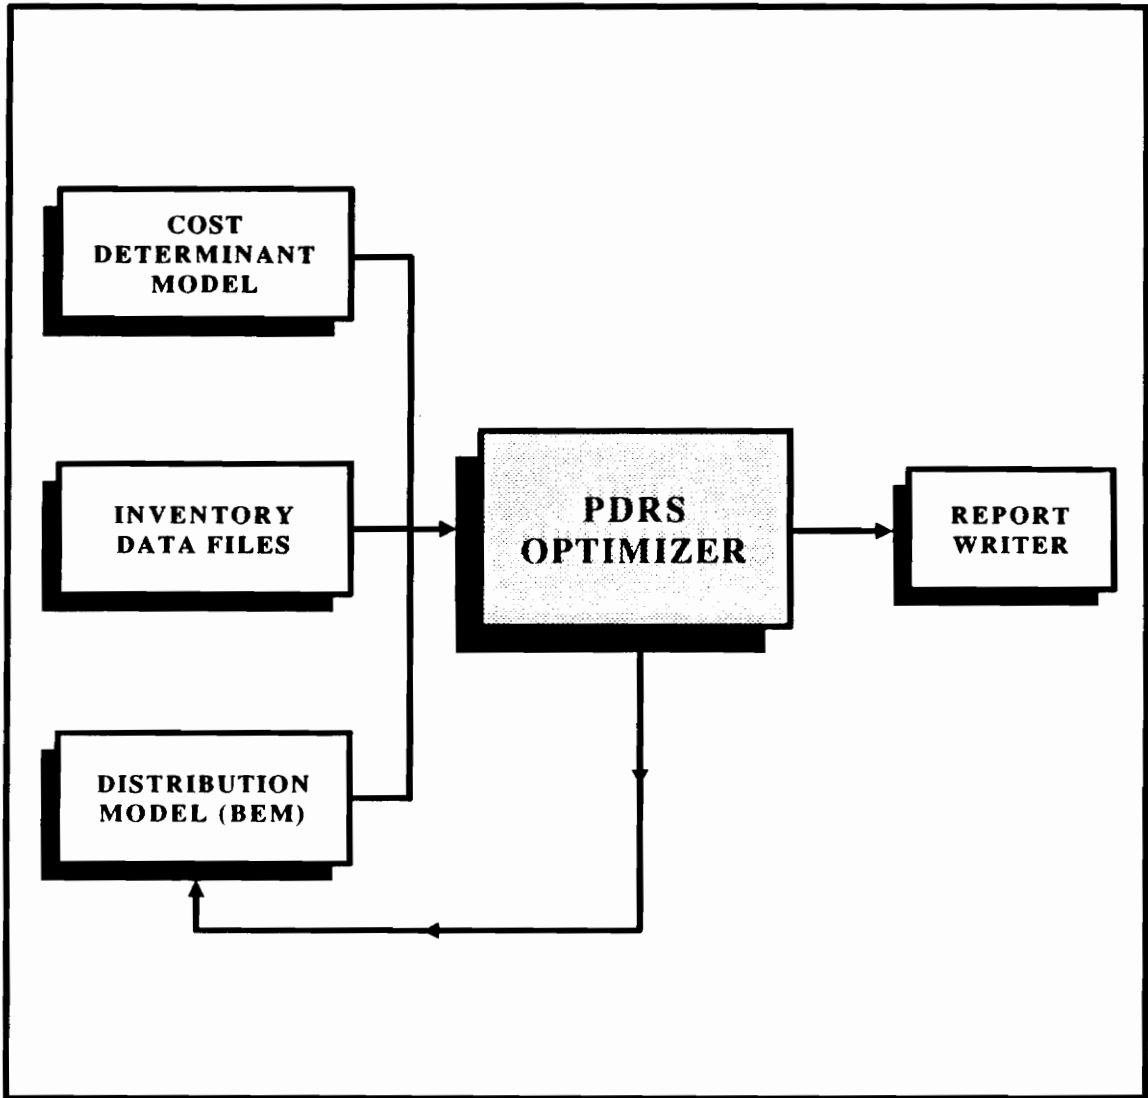 COST
DETERMINANT
MODEL
INVENTORY
DATA FILES
PDRS
OPTIMIZER
REPORT
WRITER
DISTRIBUTION
MODEL (BEM)